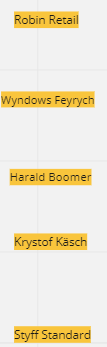 Robin Retail
Wyndows Feyrych
Harald Boomer
Krystof Käsch
Styff Standard